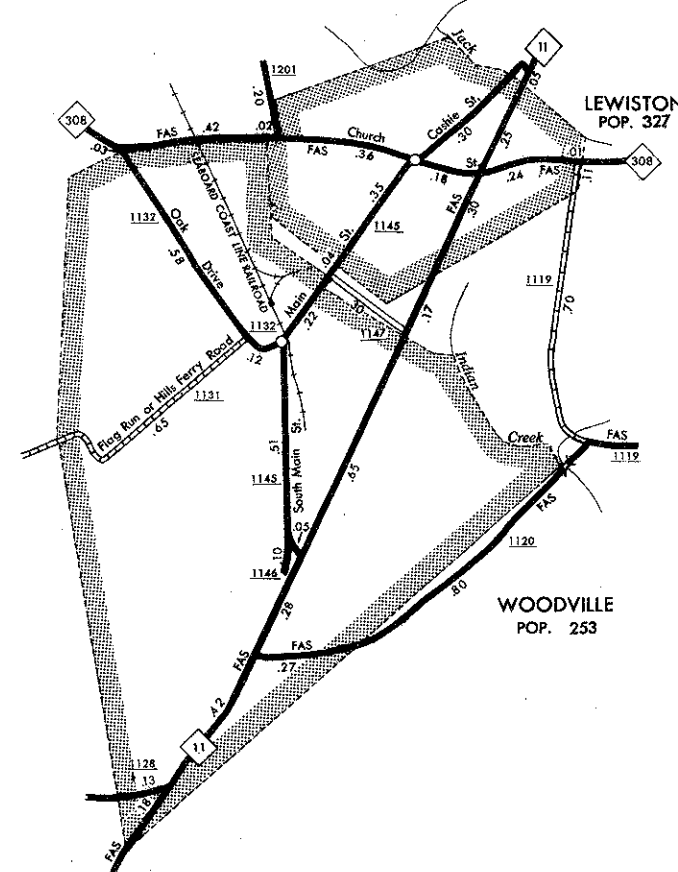 Jack
11
.05
1201
.20
LEWISTON
POP. 327
308
.03
FAS
.42
.02
FAS
Church
.36
Cashie St.
.30
.25
St.
.18
.24
FAS
.01
.11
308
1132
Oak
Drive
.58
SEABOARD COAST LINE RAILROAD
.35
1145
FAS
.30
.04
Main St.
.22
.30
1147
.17
1119
.70
1132
.12
Flag Run or Hills Ferry Road
1131
.65
Indian
Creek
FAS
1119
.51
1145
South Main St.
.65
.05
.10
1146
FAS
1120
.80
.28
WOODVILLE
POP. 253
FAS
FAS
.27
.42
11
1128
.13
.18
FAS